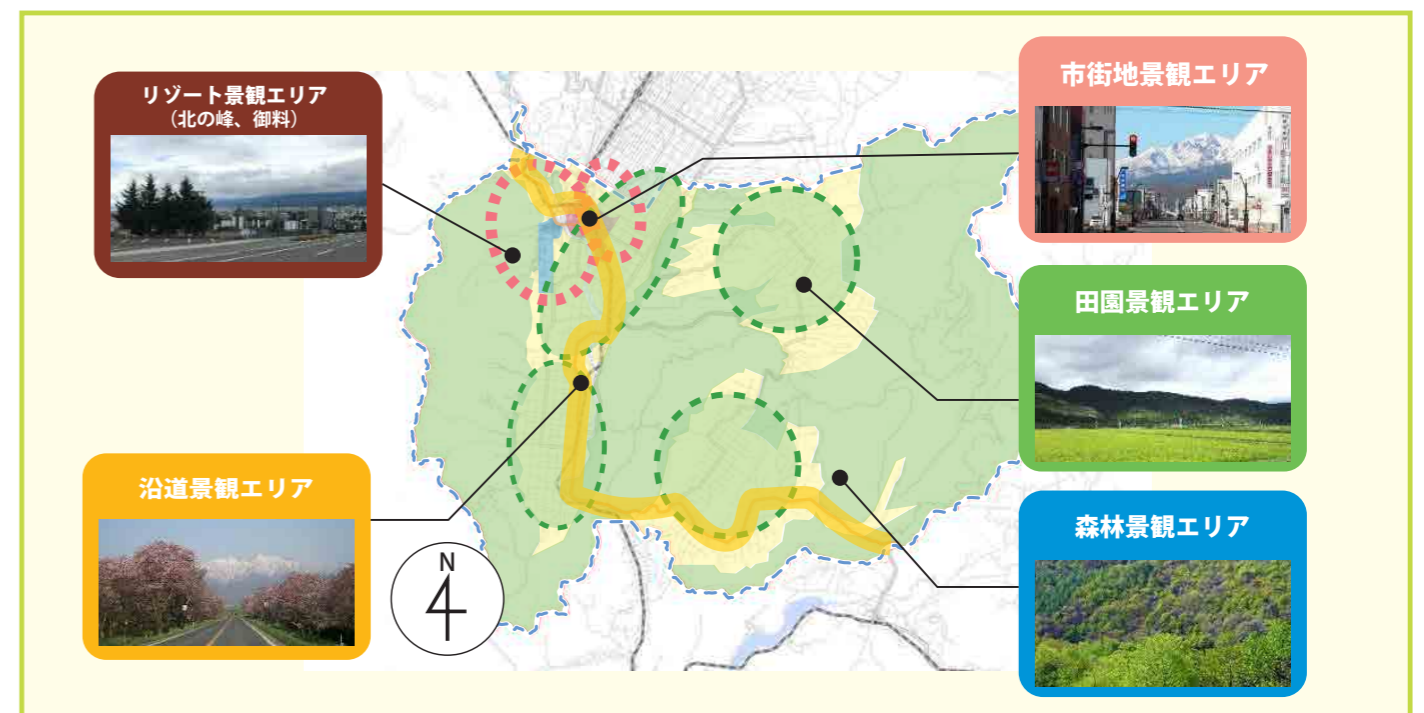 リゾート景観エリア
（北の峰、御料）
市街地景観エリア
田園景観エリア
沿道景観エリア
森林景観エリア
N